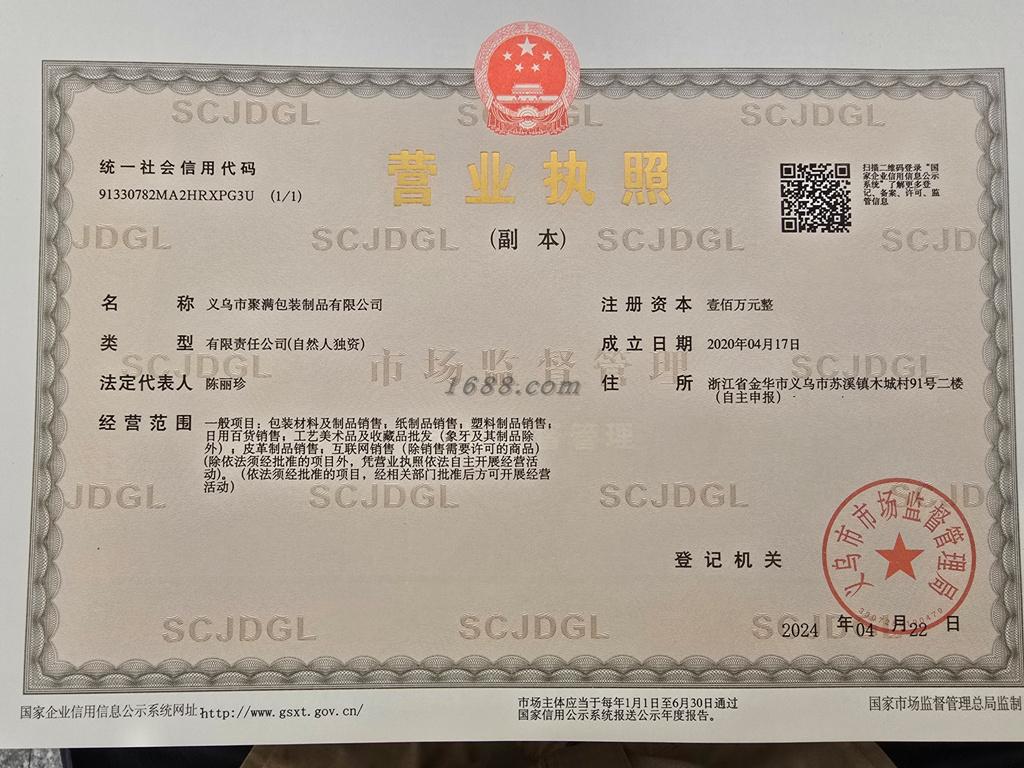 统一社会信用代码
91330782MA2HRXPG3U (1/1)
营业执照
(副 本)
扫描二维码登录“国
家企业信用信息公示
系统”了解更多登
记、备案、许可、监
管信息
名 称 义乌市聚满包装制品有限公司
类 型 有限责任公司(自然人独资)
法定代表人 陈丽珍
经营范围 一般项目：包装材料及制品销售；纸制品销售；塑料制品销售；
日用百货销售；工艺美术品及收藏品批发（象牙及其制品除
外）；皮革制品销售；互联网销售（除销售需要许可的商品）
(除依法须经批准的项目外，凭营业执照依法自主开展经营活
动)。（依法须经批准的项目，经相关部门批准后方可开展经营
活动）
注册资本 壹佰万元整
成立日期 2020年04月17日
住 所 浙江省金华市义乌市苏溪镇木城村91号二楼
（自主申报）
SCJDGL
市场监督管理
1688.com
登记机关
义乌市市场监督管理局
2024 年 04 月 22 日
国家企业信用信息公示系统网址:http://www.gsxt.gov.cn/
市场主体应当于每年1月1日至6月30日通过
国家信用公示系统报送公示年度报告。
国家市场监督管理总局监制